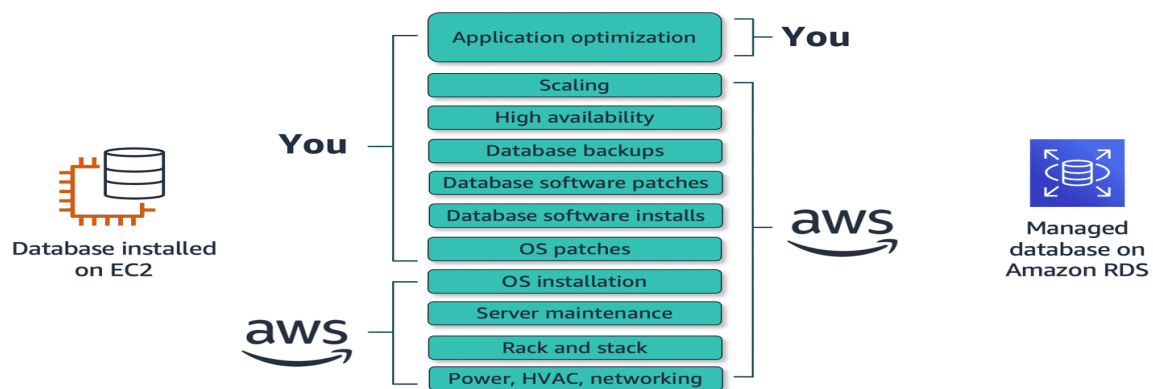 Application optimization
You
Scaling
High availability
You
Database backups
Database software patches
Database software installs
aws
OS patches
Database installed
on EC2
Managed
database on
Amazon RDS
OS installation
Server maintenance
aws
Rack and stack
Power, HVAC, networking